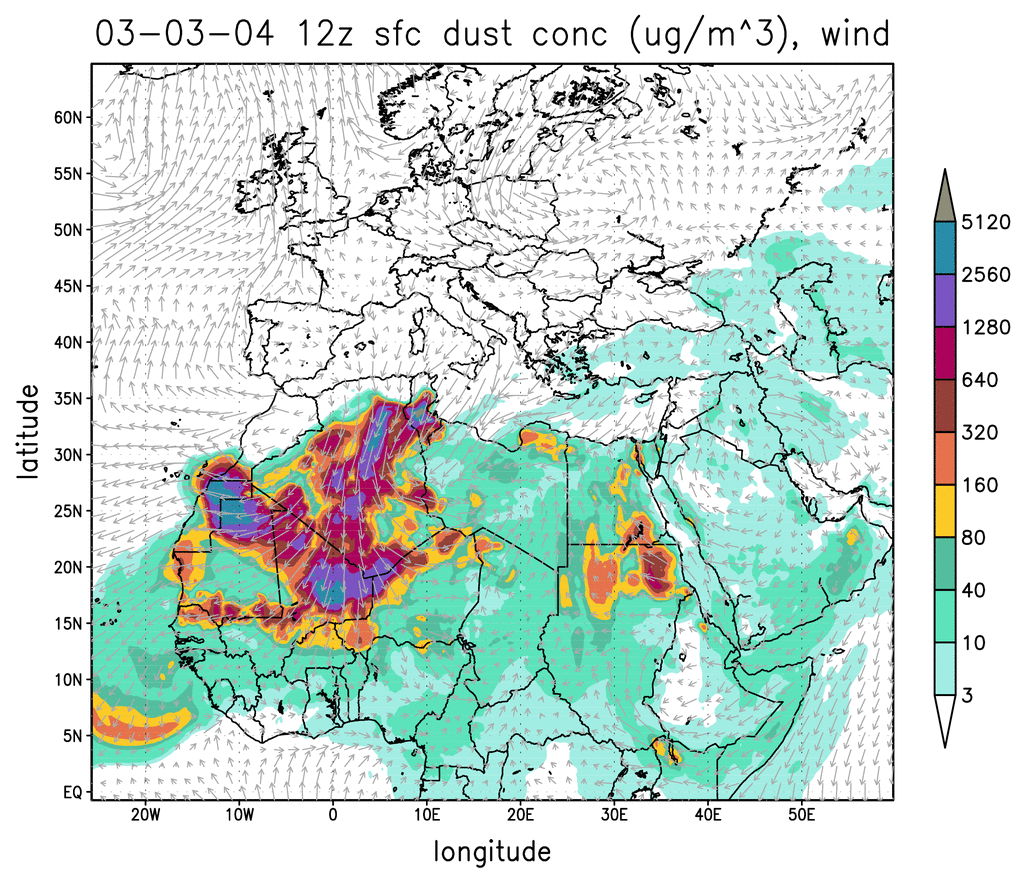 03-03-04 12z sfc dust conc (ug/m^3), wind
60N
55N
50N
45N
40N
35N
30N
25N
20N
15N
10N
5N
EQ
latitude
20W 10W 0 10E 20E 30E 40E 50E
longitude
5120
2560
1280
640
320
160
80
40
10
3